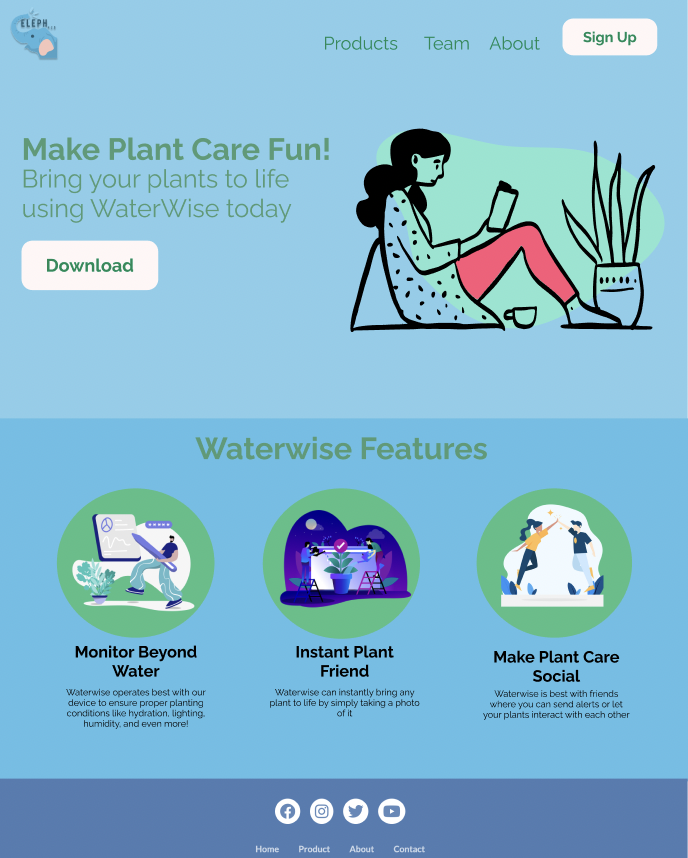 ELEPH
Products Team About Sign Up
Make Plant Care Fun!
Bring your plants to life
using WaterWise today
Download
Waterwise Features
Monitor Beyond
Water
Waterwise operates best with our
device to ensure proper planting
conditions like hydration, lighting,
humidity, and even more!
Instant Plant
Friend
Waterwise can instantly bring any
plant to life by simply taking a photo
of it
Make Plant Care
Social
Waterwise is best with friends
where you can send alerts or let
your plants interact with each other
Home Product About Contact